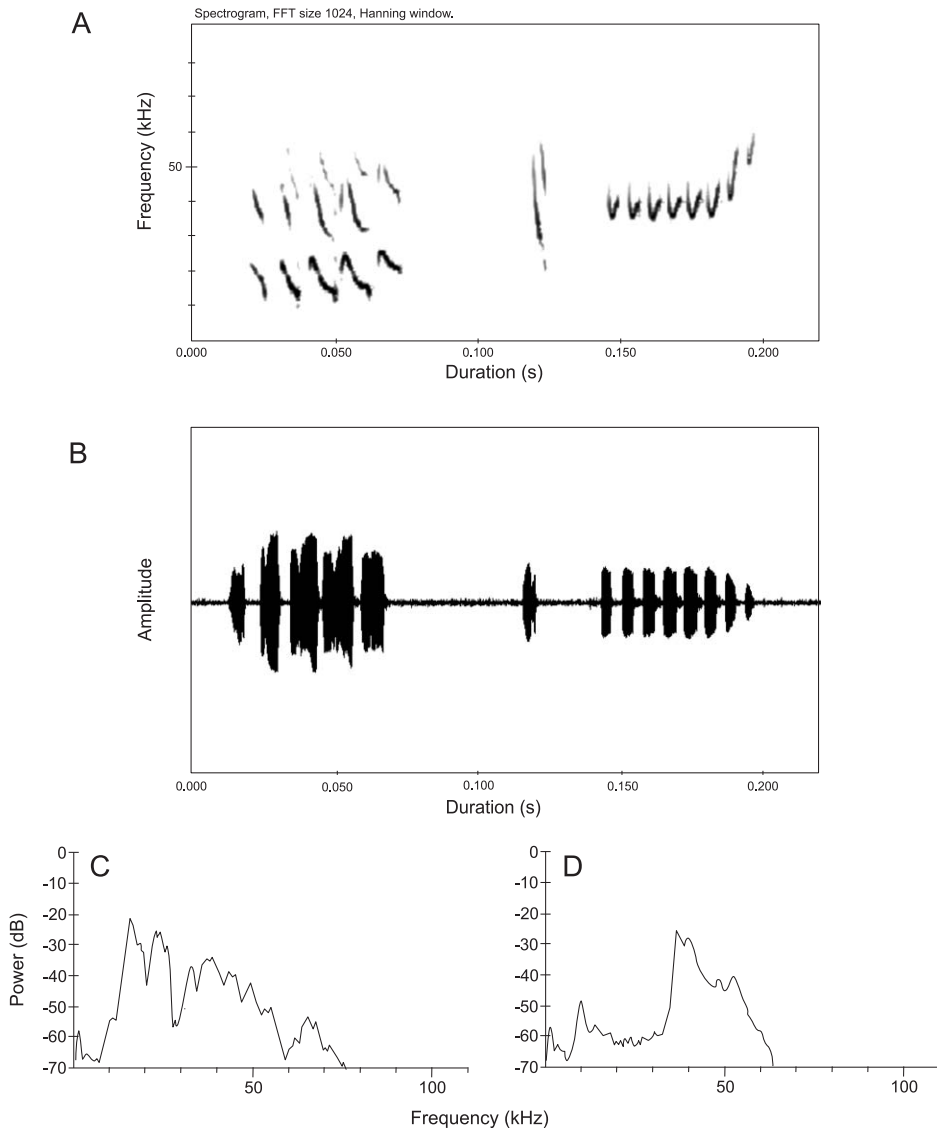 Spectrogram, FFT size 1024, Hanning window.
A
Frequency (kHz)
50
0.000 0.050 0.100 0.150 0.200
Duration (s)
B
Amplitude
0.000 0.050 0.100 0.150 0.200
Duration (s)
C
Power (dB)
0
-10
-20
-30
-40
-50
-60
-70
50 100
D
0
-10
-20
-30
-40
-50
-60
-70
50 100
Frequency (kHz)